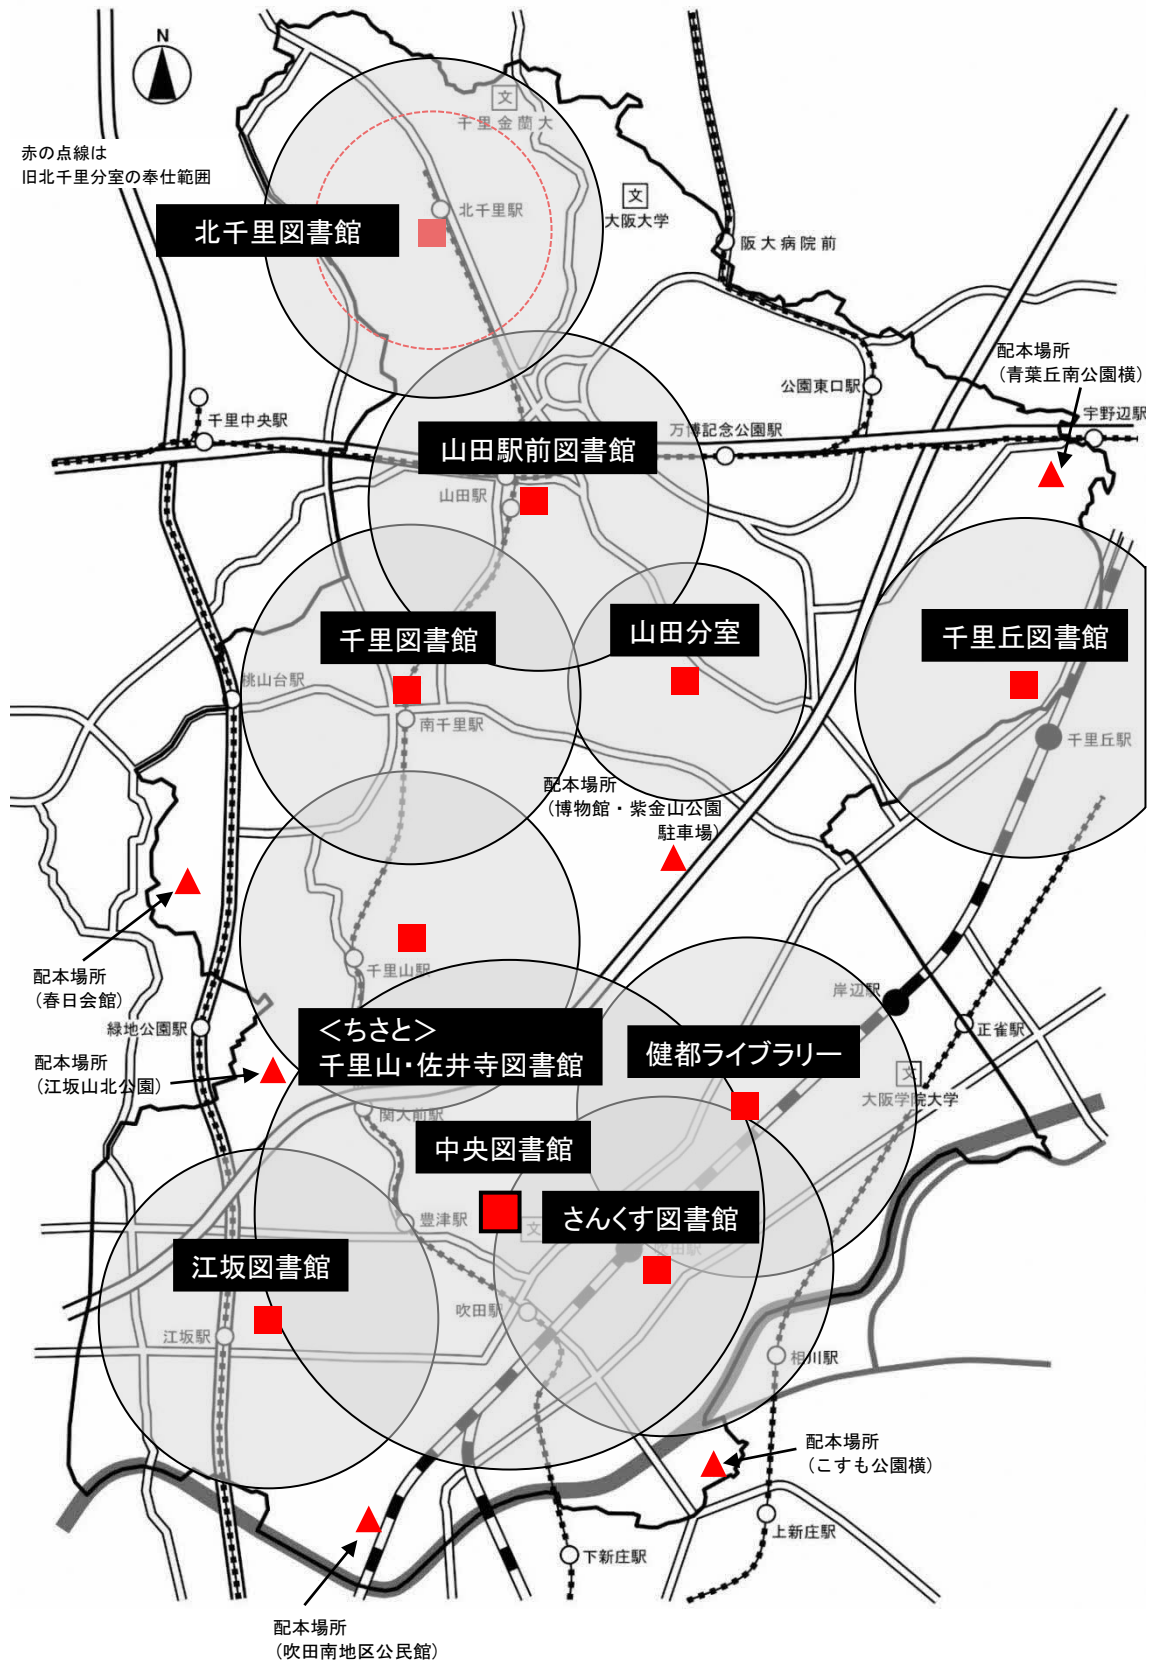 N
文
千里金蘭大
赤の点線は
旧北千里分室の奉仕範囲
文
大阪大学
北千里駅
北千里図書館
阪大病院前
配本場所
（青葉丘南公園横）
公園東口駅
千里中央駅
宇野辺駅
万博記念公園駅
山田駅前図書館
山田駅
千里図書館
山田分室
千里丘図書館
桃山台駅
南千里駅
千里丘駅
配本場所
（博物館・紫金山公園
駐車場）
千里山駅
配本場所
（春日会館）
岸辺駅
緑地公園駅
正雀駅
＜ちさと＞
千里山・佐井寺図書館
健都ライブラリー
配本場所
（江坂山北公園）
文
大阪学院大学
関大前駅
中央図書館
豊津駅
文
さんくす図書館
吹田駅
江坂図書館
吹田駅
江坂駅
相川駅
配本場所
（こすも公園横）
上新庄駅
下新庄駅
配本場所
（吹田南地区公民館）